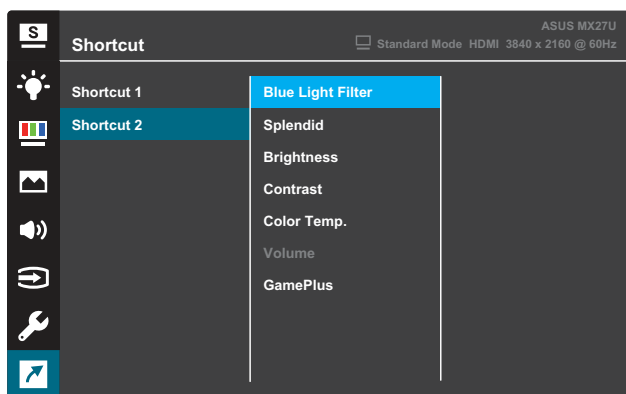 S
ASUS MX27U
Shortcut
Standard Mode HDMI 3840 x 2160 @ 60Hz
Shortcut 1
Shortcut 2
Blue Light Filter
Splendid
Brightness
Contrast
Color Temp.
Volume
GamePlus